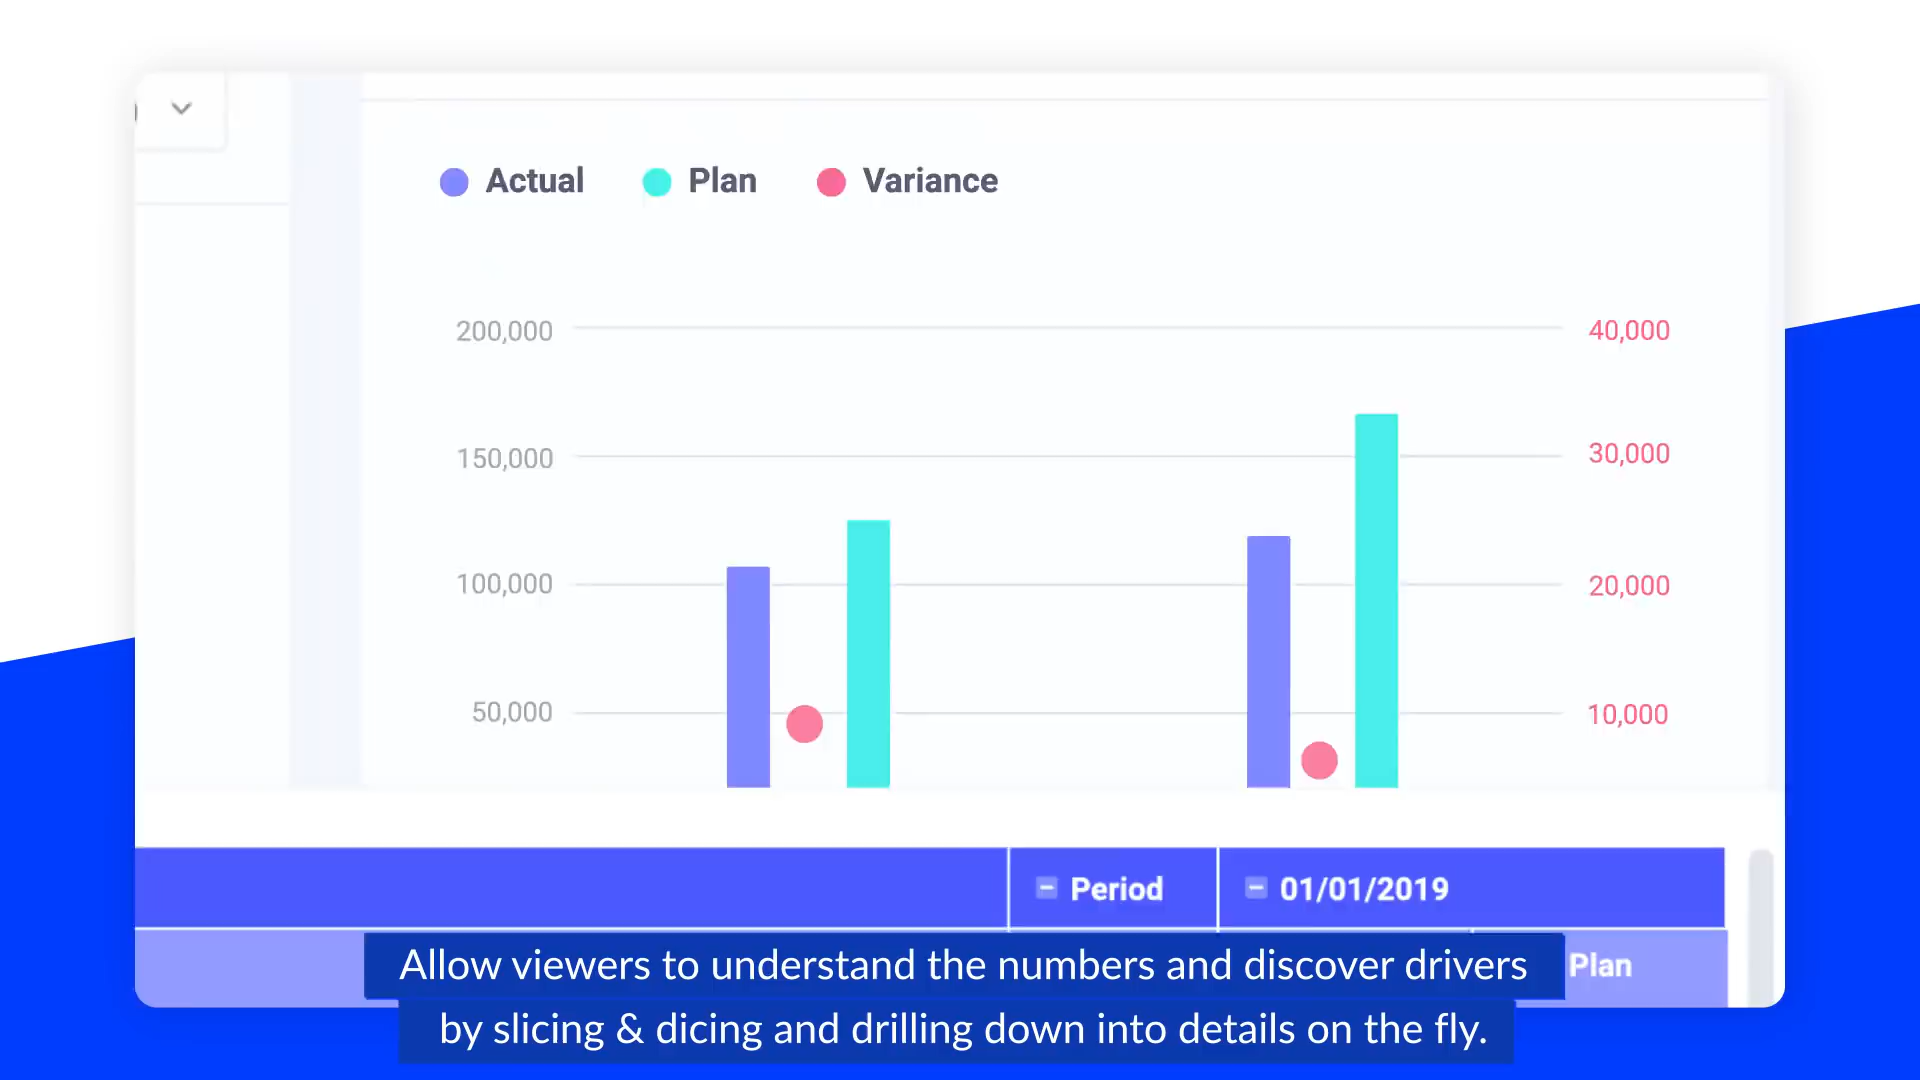 Actual Plan Variance
200,000 40,000
150,000 30,000
100,000 20,000
50,000 10,000
Period 01/01/2019
Plan
Allow viewers to understand the numbers and discover drivers
by slicing & dicing and drilling down into details on the fly.